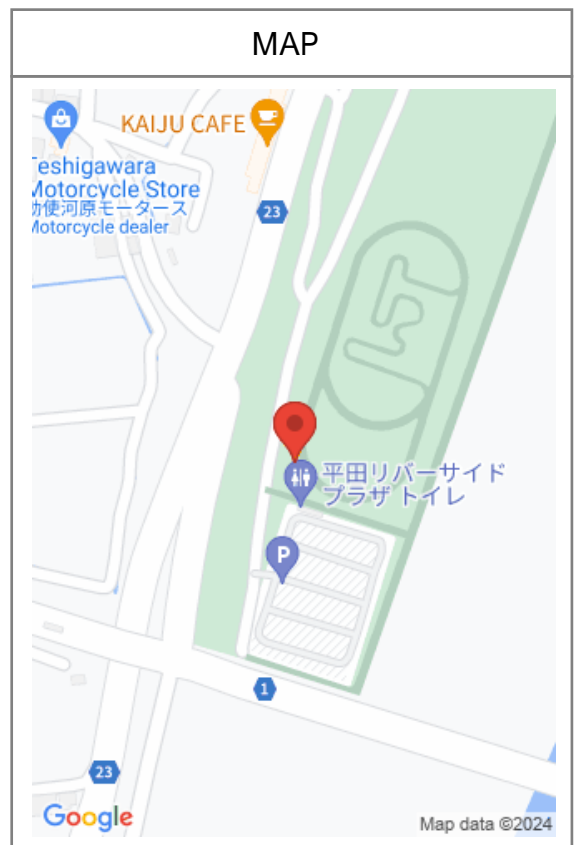 MAP
KAIJU CAFE
Teshigawara
Motorcycle Store
勅使河原モータース
Motorcycle dealer
23
平田リバーサイド
プラザ トイレ
P
1
23
Google
Map data ©2024